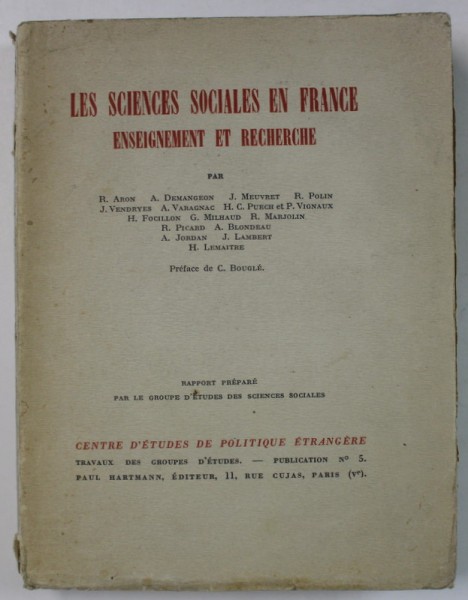 LES SCIENCES SOCIALES EN FRANCE
ENSEIGNEMENT ET RECHERCHE
PAR
R. Aron A. Demangeon J. Meuvret R. Polin
J. Vendryes A. Varagnac H. C. Puech et P. Vignaux
H. Focillon G. Milhaud R. Marjolin
R. Picard A. Blondeau
A. Jordan J. Lambert
H. Lemaitre
Préface de C. Bouglé.
RAPPORT PRÉPARÉ
PAR LE GROUPE D'ÉTUDES DES SCIENCES SOCIALES
CENTRE D'ÉTUDES DE POLITIQUE ÉTRANGÈRE
TRAVAUX DES GROUPES D'ÉTUDES. — PUBLICATION No 5.
PAUL HARTMANN, ÉDITEUR, 11, RUE CUJAS, PARIS (Ve).